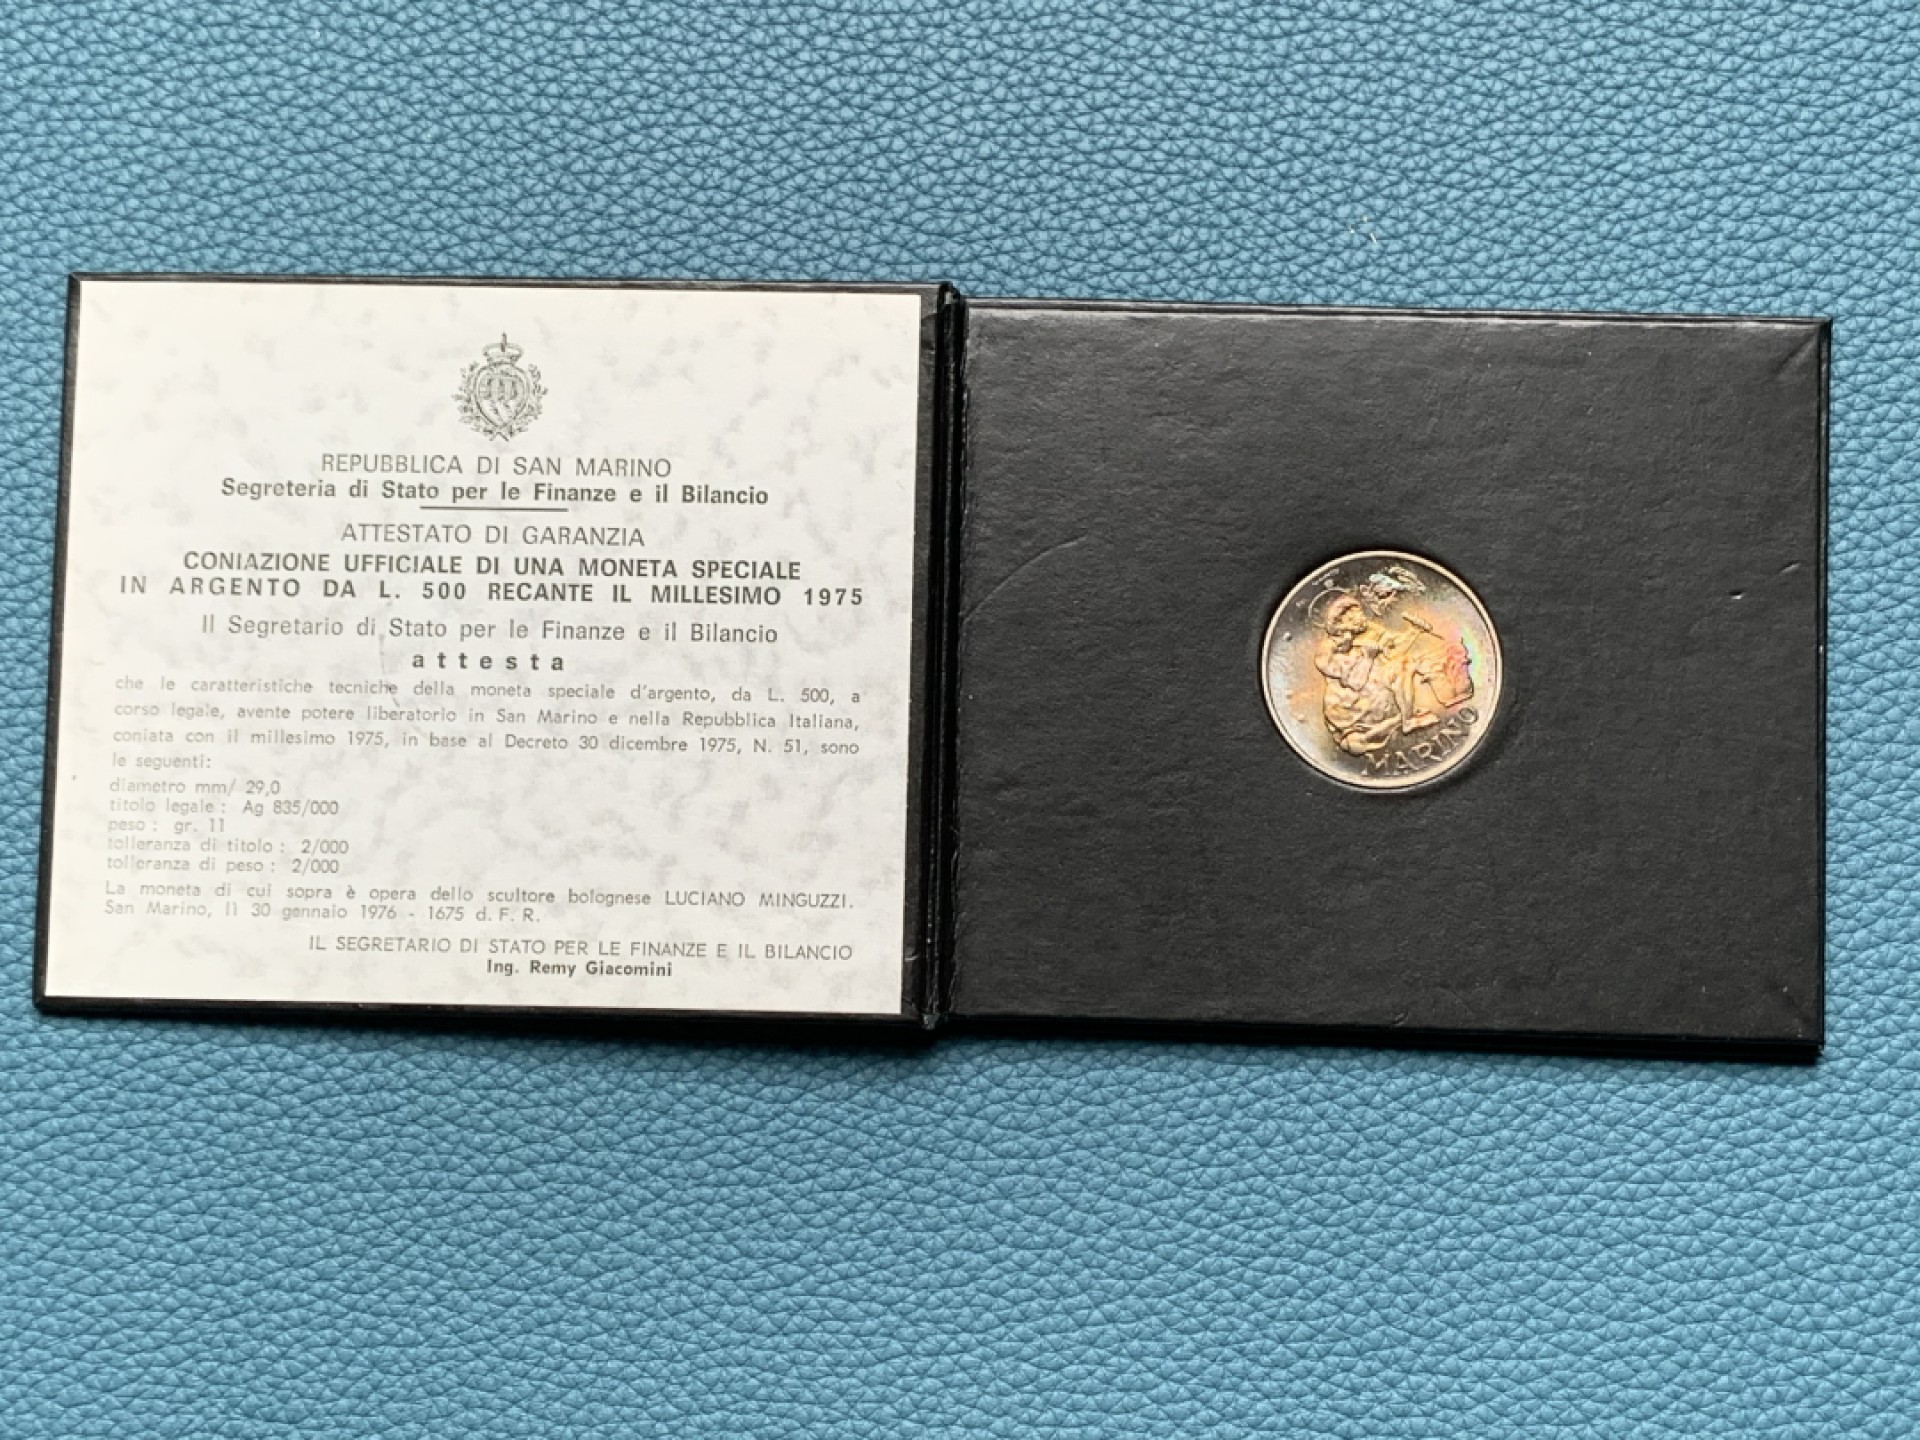 REPUBBLICA DI SAN MARINO
Segreteria di Stato per le Finanze e il Bilancio
ATTESTATO DI GARANZIA
CONIAZIONE UFFICIALE DI UNA MONETA SPECIALE
IN ARGENTO DA L. 500 RECANTE IL MILLESIMO 1975
Il Segretario di Stato per le Finanze e il Bilancio
attesta
che le caratteristiche tecniche della moneta speciale d'argento, da L. 500, a
corso legale, avente potere liberatorio in San Marino e nella Repubblica Italiana,
coniata con il millesimo 1975, in base al Decreto 30 dicembre 1975, N. 51, sono
le seguenti:
diametro mm/ 29,0
titolo legale : Ag 835/000
peso : gr. 11
tolleranza di titolo : 2/000
tolleranza di peso : 2/000
La moneta di cui sopra è opera dello scultore bolognese LUCIANO MINGUZZI.
San Marino, lì 30 gennaio 1976 - 1675 d. F. R.
IL SEGRETARIO DI STATO PER LE FINANZE E IL BILANCIO
Ing. Remy Giacomini
MARINO